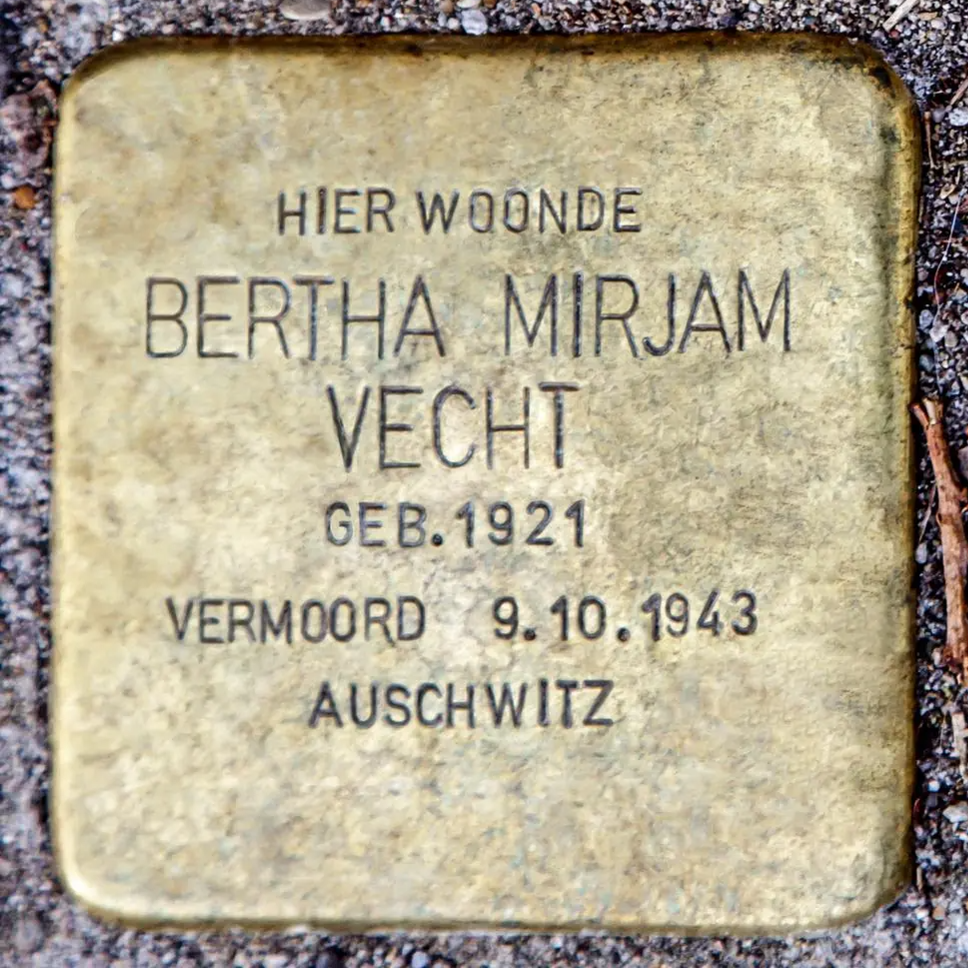 HIER WOONDE
BERTHA MIRJAM
VECHT
GEB.1921
VERMOORD 9.10.1943
AUSCHWITZ